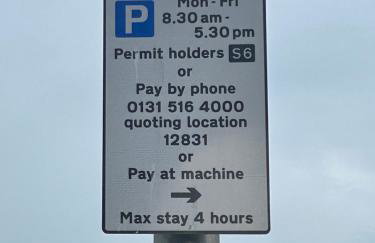 Mon - Fri
P
8.30 am -
5.30 pm
Permit holders S6
or
Pay by phone
0131 516 4000
quoting location
12831
or
Pay at machine
Max stay 4 hours